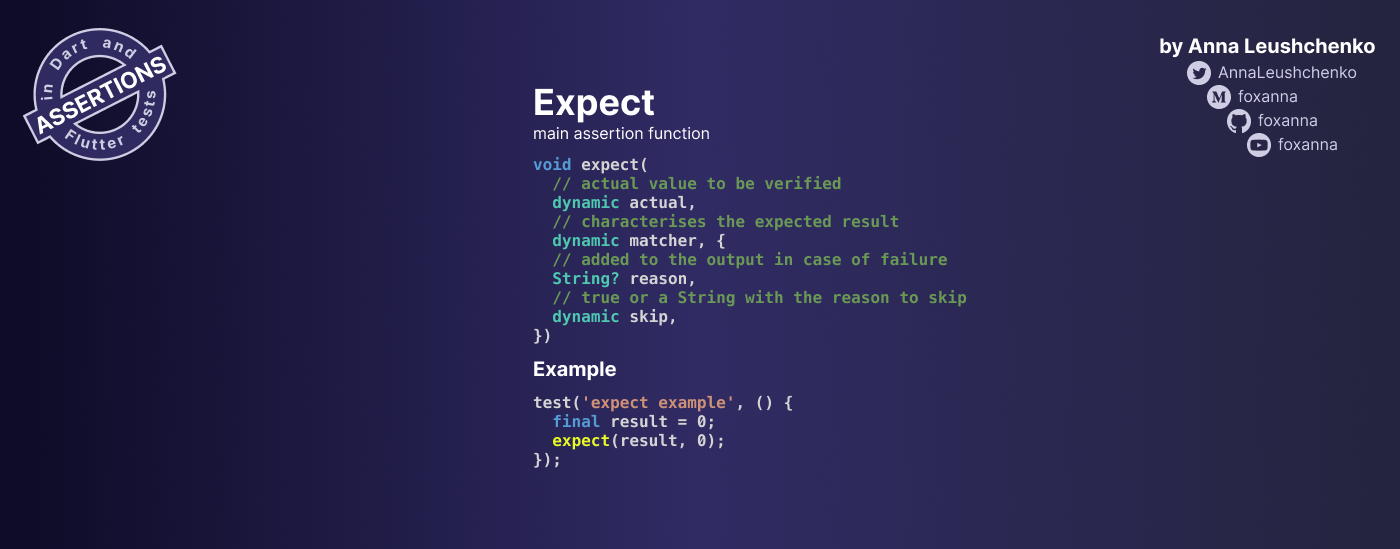 in Dart and
ASSERTIONS
Flutter tests
by Anna Leushchenko
AnnaLeushchenko
M foxanna
foxanna
foxanna
Expect
main assertion function
void expect(
  // actual value to be verified
  dynamic actual,
  // characterises the expected result
  dynamic matcher, {
  // added to the output in case of failure
  String? reason,
  // true or a String with the reason to skip
  dynamic skip,
})
Example
test('expect example', () {
  final result = 0;
  expect(result, 0);
});